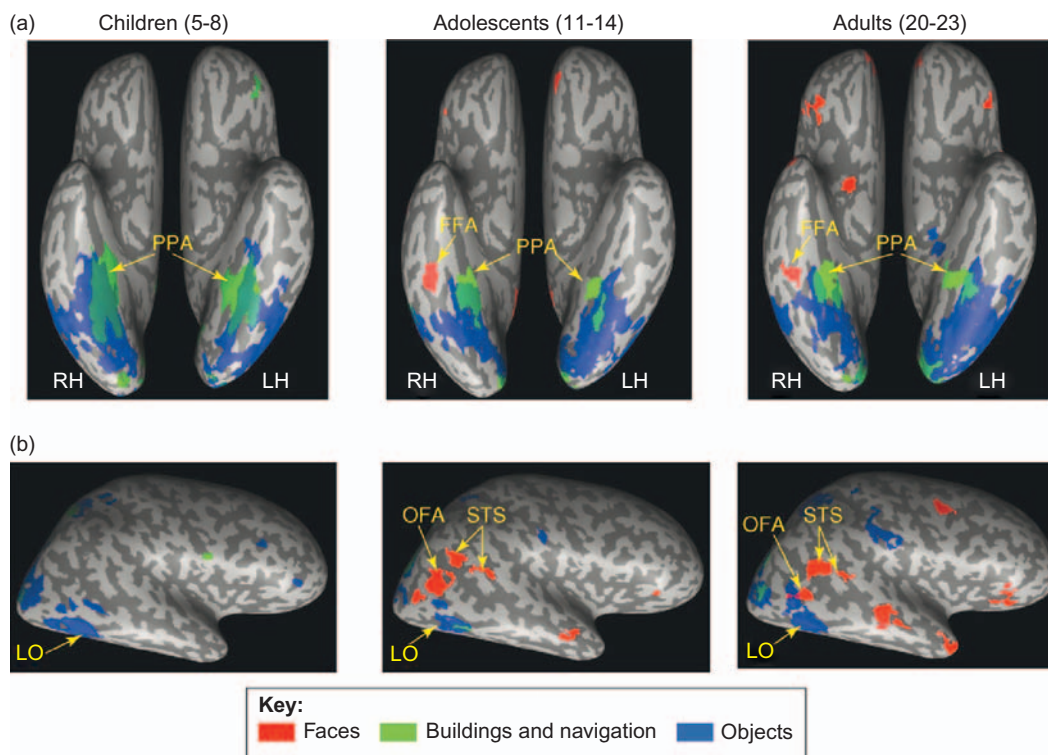 (a)
Children (5-8)
Adolescents (11-14)
Adults (20-23)
PPA
RH
LH
FFA
PPA
RH
LH
FFA
PPA
RH
LH
(b)
LO
OFA
STS
LO
OFA
STS
LO
Key:
Faces
Buildings and navigation
Objects